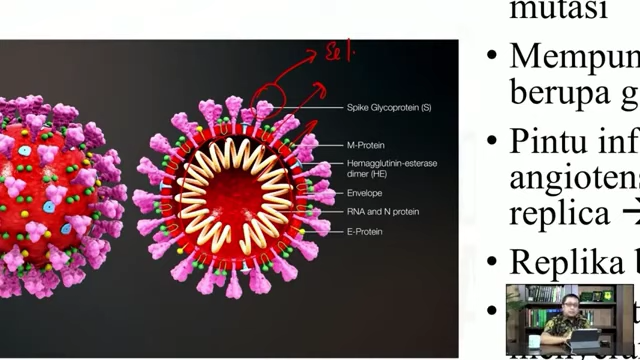 Sel
Spike Glycoprotein (S)
M-Protein
Hemagglutinin-esterase
dimer (HE)
Envelope
RNA and N protein
E-Protein
mutasi
• Mempun
berupa g
• Pintu inf
angiotens
replica →
• Replika b